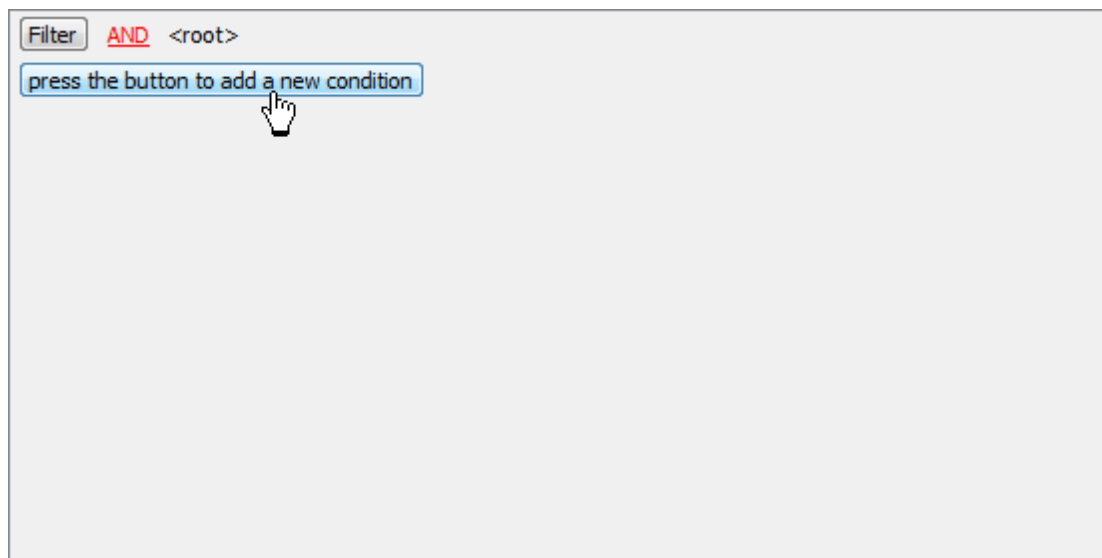 Filter AND <root>
press the button to add a new condition